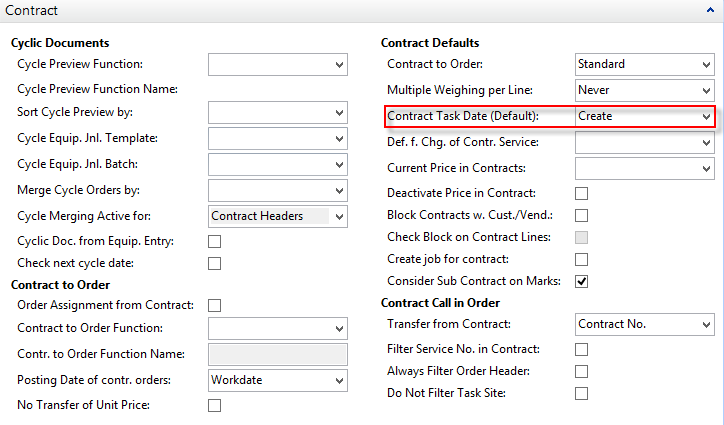 Contract
Cyclic Documents
Cycle Preview Function:
Cycle Preview Function Name:
Sort Cycle Preview by:
Cycle Equip. Jnl. Template:
Cycle Equip. Jnl. Batch:
Merge Cycle Orders by:
Cycle Merging Active for: Contract Headers
Cyclic Doc. from Equip. Entry:
Check next cycle date:
Contract to Order
Order Assignment from Contract:
Contract to Order Function:
Contr. to Order Function Name:
Posting Date of contr. orders: Workdate
No Transfer of Unit Price:
Contract Defaults
Contract to Order: Standard
Multiple Weighing per Line: Never
Contract Task Date (Default): Create
Def. f. Chg. of Contr. Service:
Current Price in Contracts:
Deactivate Price in Contract:
Block Contracts w. Cust./Vend.:
Check Block on Contract Lines:
Create job for contract:
Consider Sub Contract on Marks:
Contract Call in Order
Transfer from Contract: Contract No.
Filter Service No. in Contract:
Always Filter Order Header:
Do Not Filter Task Site: